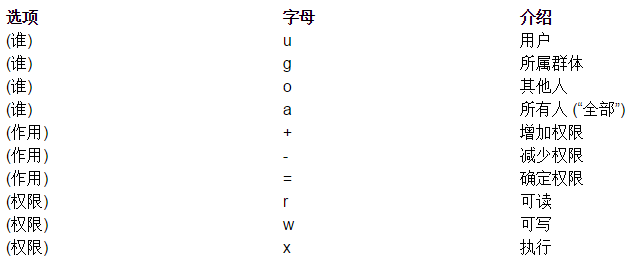 选项 字母 介绍
(谁) u 用户
(谁) g 所属群体
(谁) o 其他人
(谁) a 所有人 (“全部”)
(作用) + 增加权限
(作用) - 减少权限
(作用) = 确定权限
(权限) r 可读
(权限) w 可写
(权限) x 执行